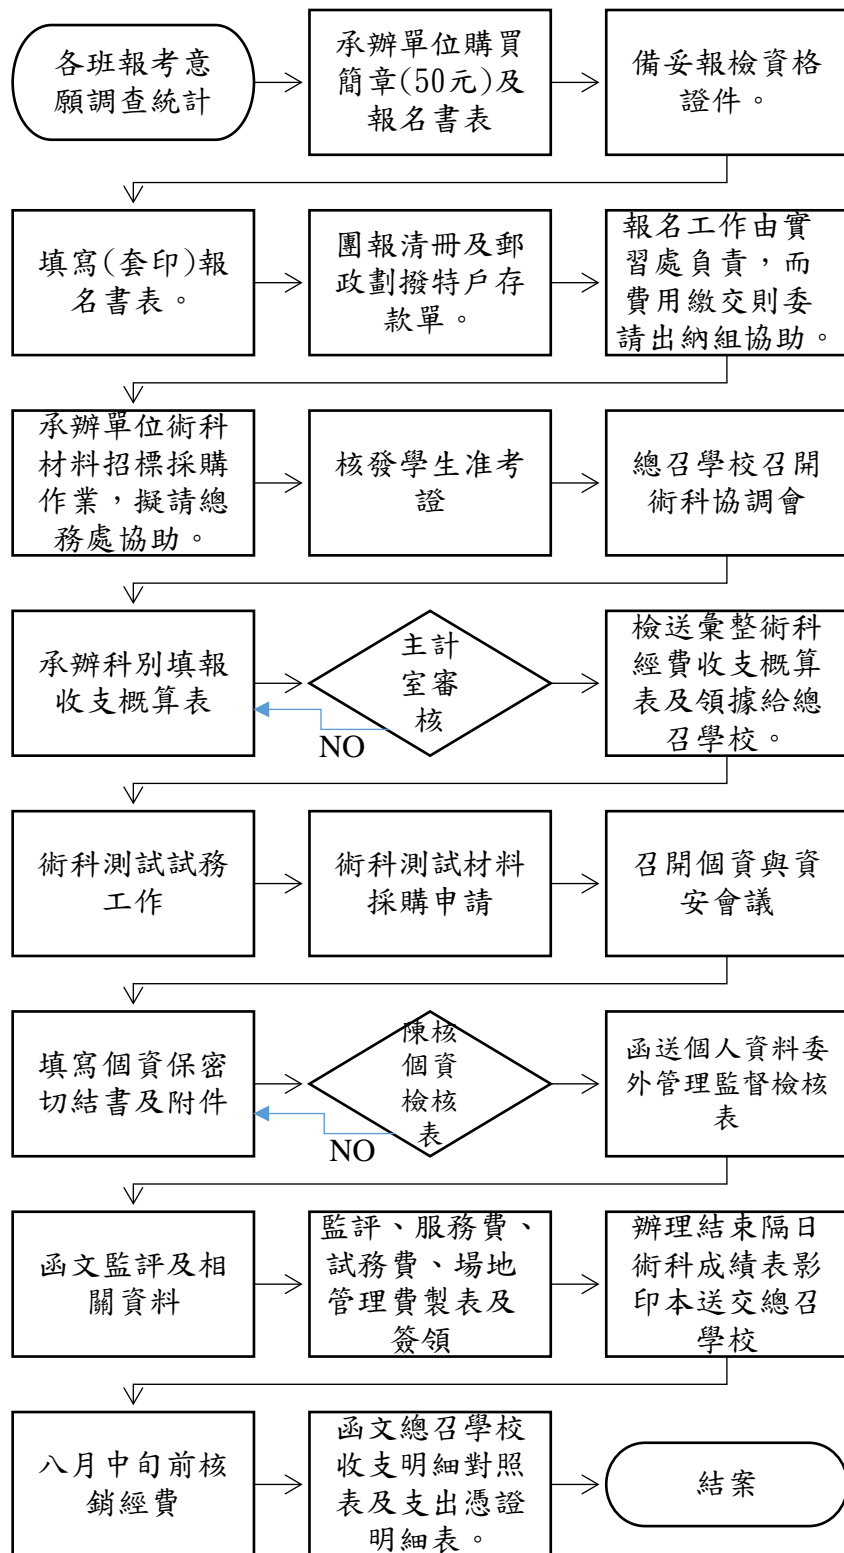 各班報考意
願調查統計
承辦單位購買
簡章(50元)及
報名書表
備妥報檢資格
證件。
填寫(套印)報
名書表。
團報清冊及郵
政劃撥特戶存
款單。
報名工作由實
習處負責，而
費用繳交則委
請出納組協助。
承辦單位術科
材料招標採購
作業，擬請總
務處協助。
核發學生准考
證
總召學校召開
術科協調會
承辦科別填報
收支概算表
主計
室審
核
NO
檢送彙整術科
經費收支概算
表及領據給總
召學校。
術科測試試務
工作
術科測試材料
採購申請
召開個資與資
安會議
填寫個資保密
切結書及附件
陳核
個資
檢核
表
NO
函送個人資料委
外管理監督檢核
表
函文監評及相
關資料
監評、服務費、
試務費、場地
管理費製表及
簽領
辦理結束隔日
術科成績表影
印本送交總召
學校
八月中旬前核
銷經費
函文總召學校
收支明細對照
表及支出憑證
明細表。
結案